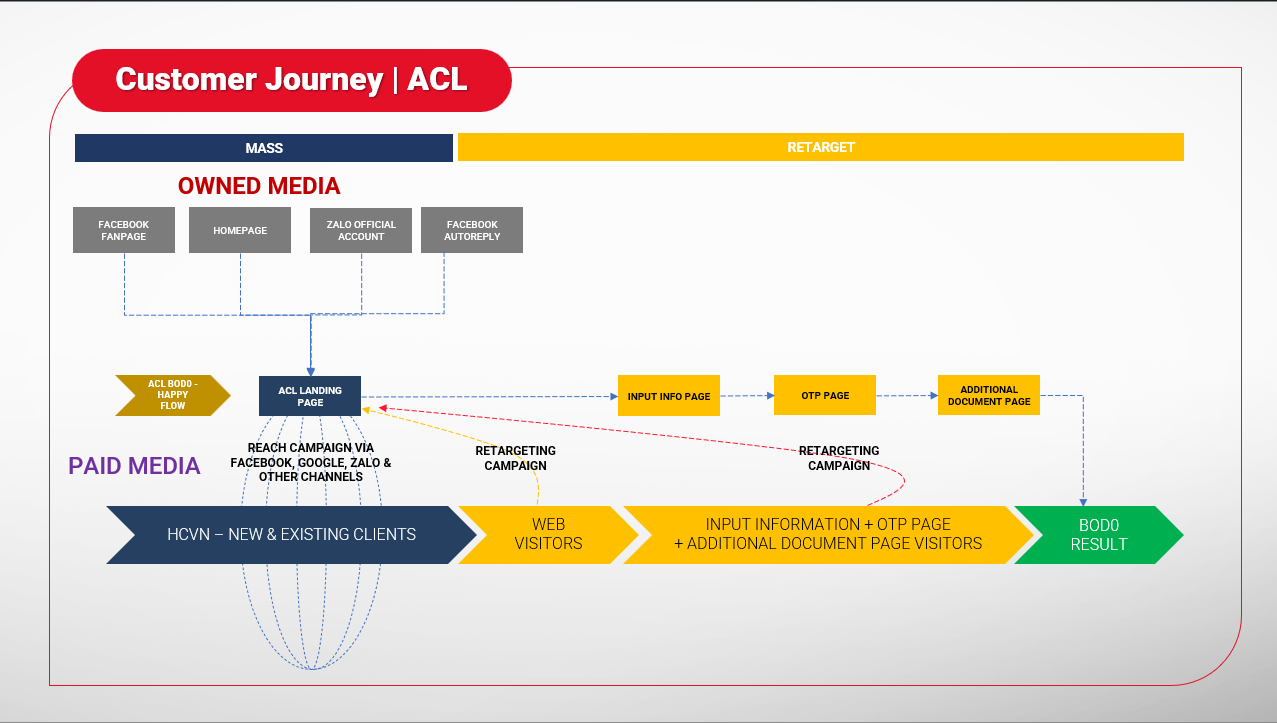 Customer Journey | ACL
MASS
RETARGET
OWNED MEDIA
FACEBOOK
FANPAGE
HOMEPAGE
ZALO OFFICIAL
ACCOUNT
FACEBOOK
AUTOREPLY
ACL BOD0 -
HAPPY
FLOW
ACL LANDING
PAGE
INPUT INFO PAGE
OTP PAGE
ADDITIONAL
DOCUMENT PAGE
PAID MEDIA
REACH CAMPAIGN VIA
FACEBOOK, GOOGLE, ZALO &
OTHER CHANNELS
RETARGETING
CAMPAIGN
RETARGETING
CAMPAIGN
HCVN – NEW & EXISTING CLIENTS
WEB
VISITORS
INPUT INFORMATION + OTP PAGE
+ ADDITIONAL DOCUMENT PAGE VISITORS
BOD0
RESULT